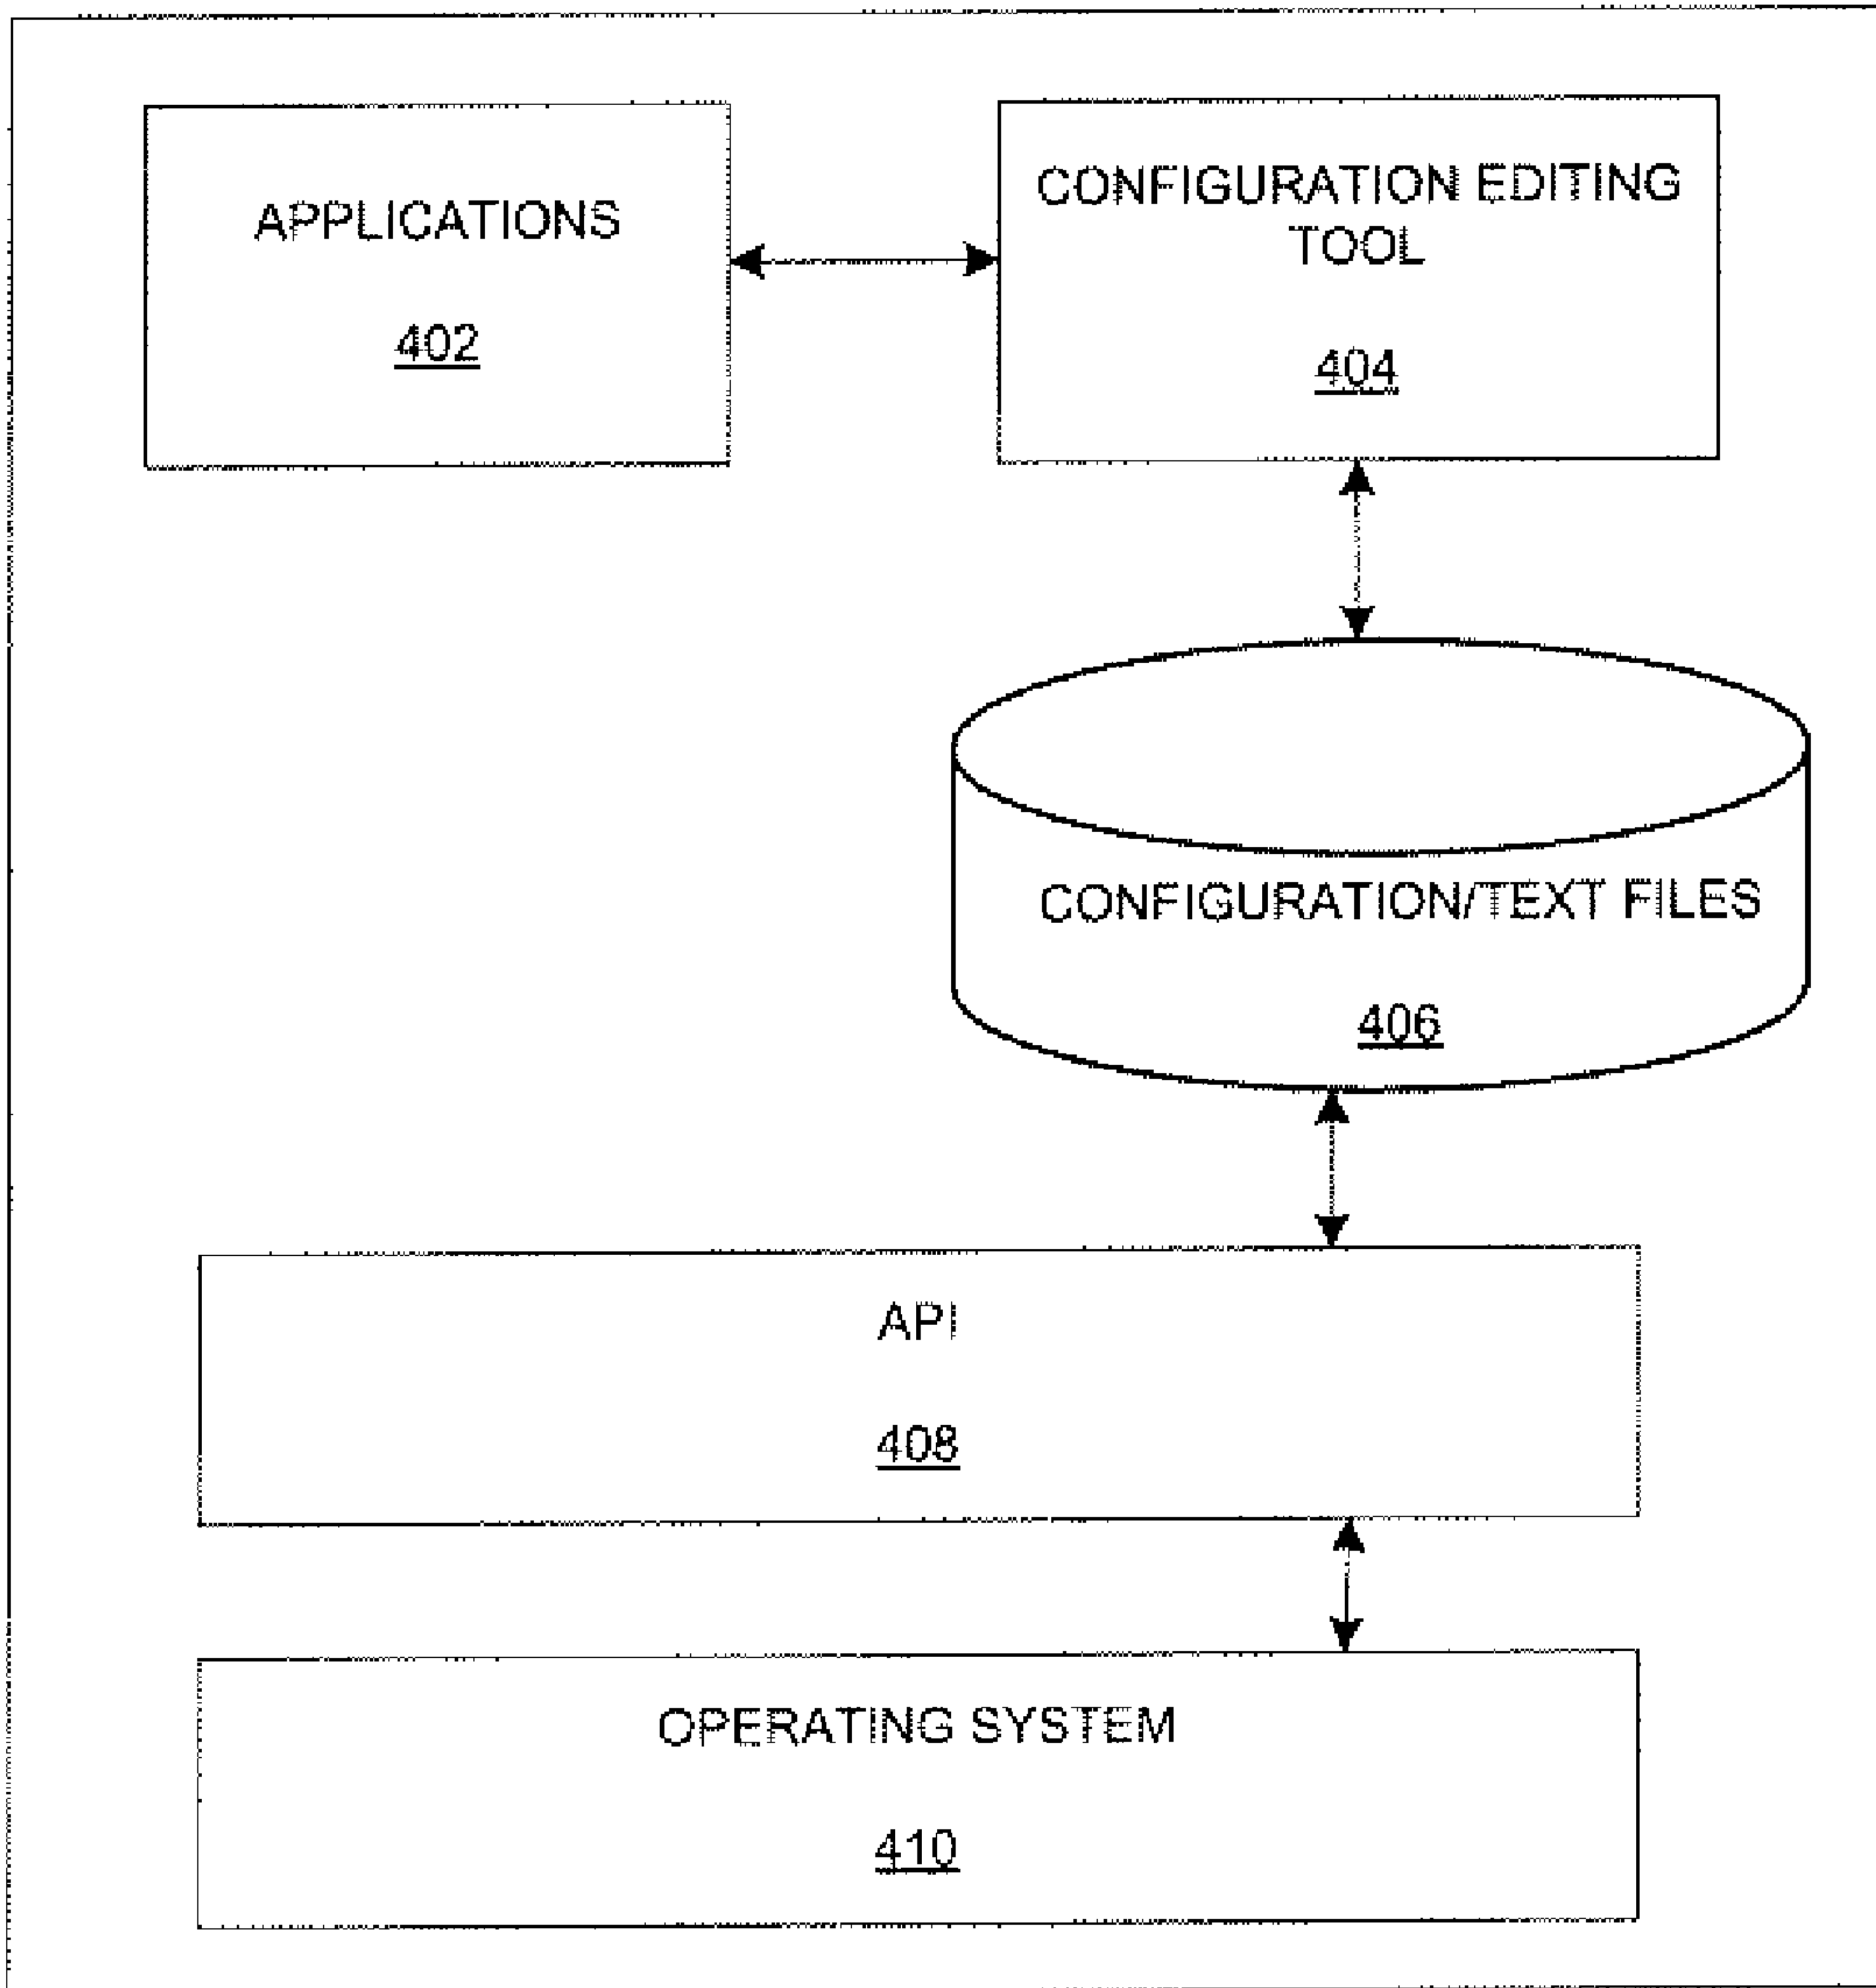 APPLICATIONS
402
CONFIGURATION EDITING
TOOL
404
CONFIGURATION/TEXT FILES
406
API
408
OPERATING SYSTEM
410